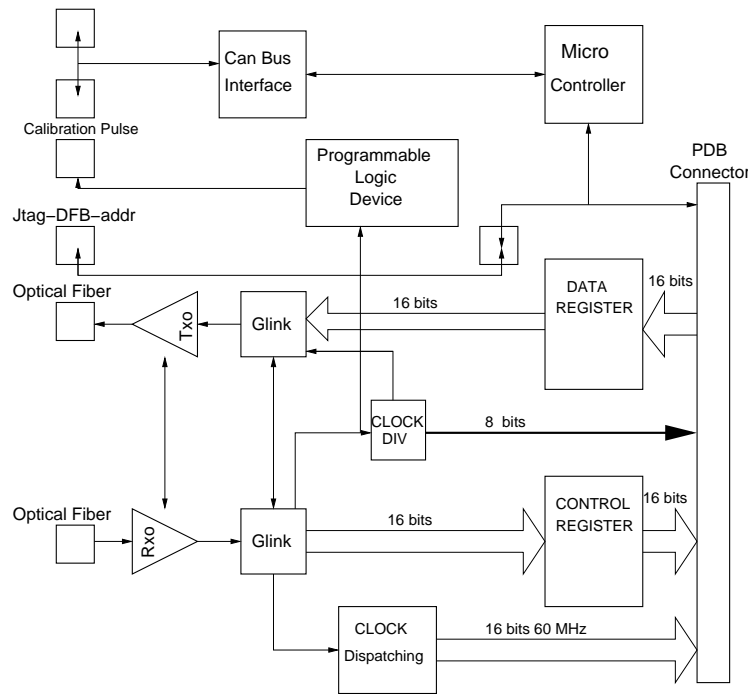 Can Bus
Interface
Micro
Controller
Calibration Pulse
Programmable
Logic
Device
PDB
Connector
Jtag–DFB–addr
Optical Fiber
Txo
Glink
16 bits
DATA
REGISTER
16 bits
CLOCK
DIV
8 bits
Optical Fiber
Rxo
Glink
16 bits
CONTROL
REGISTER
16 bits
CLOCK
Dispatching
16 bits 60 MHz